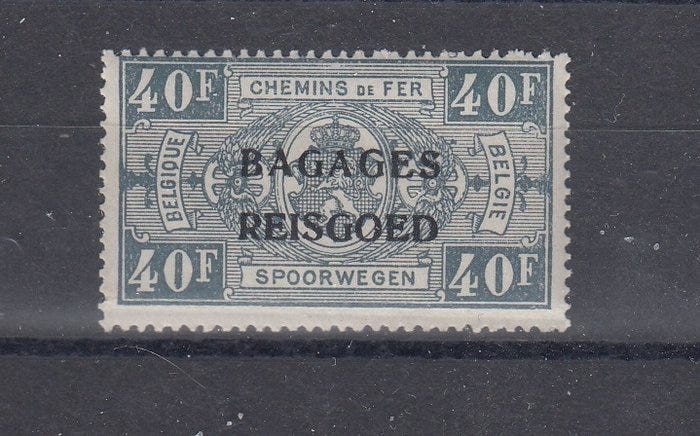 40F CHEMINS DE FER 40F
BELGIQUE BAGAGES BELGIE
REISGOED
40F SPOORWEGEN 40F